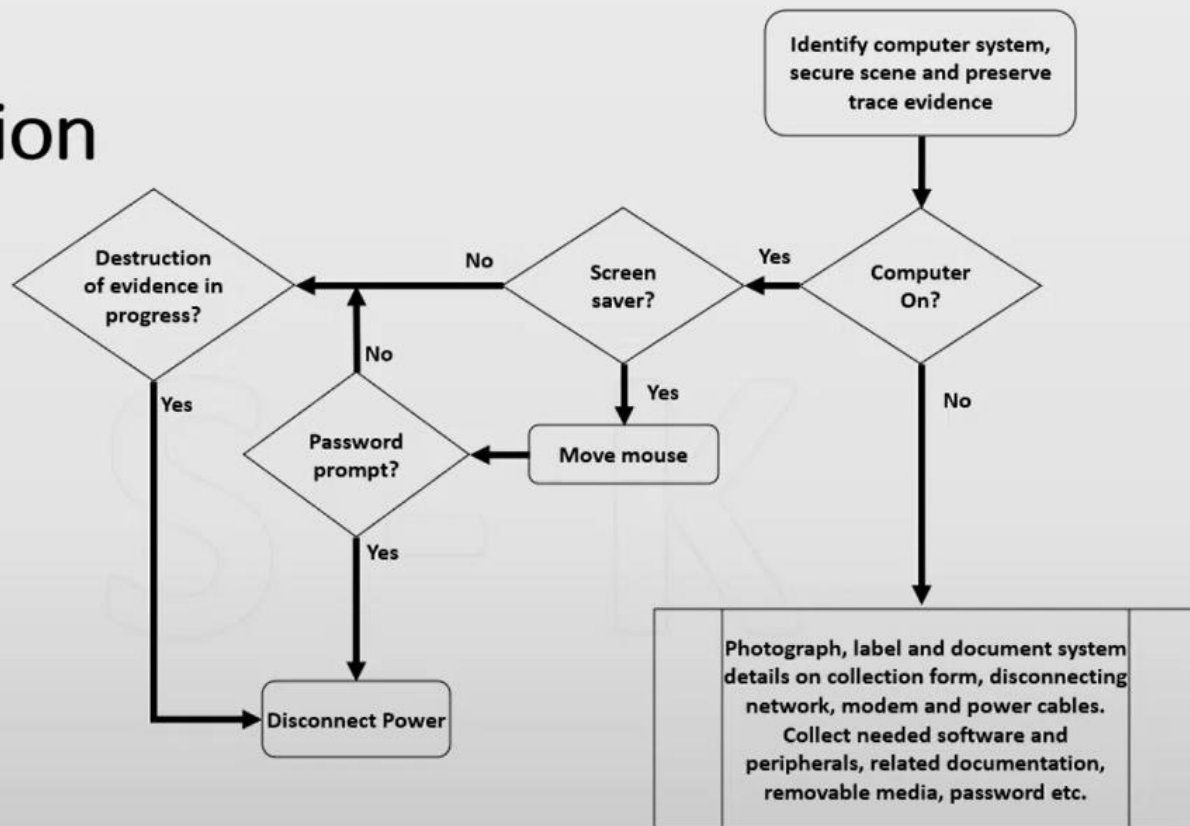 Identify computer system,
secure scene and preserve
trace evidence
ion
Destruction
of evidence in
progress?
No
Screen
saver?
Yes
Computer
On?
No
Yes
Yes
No
Password
prompt?
Move mouse
Yes
Disconnect Power
Photograph, label and document system
details on collection form, disconnecting
network, modem and power cables.
Collect needed software and
peripherals, related documentation,
removable media, password etc.
S - K